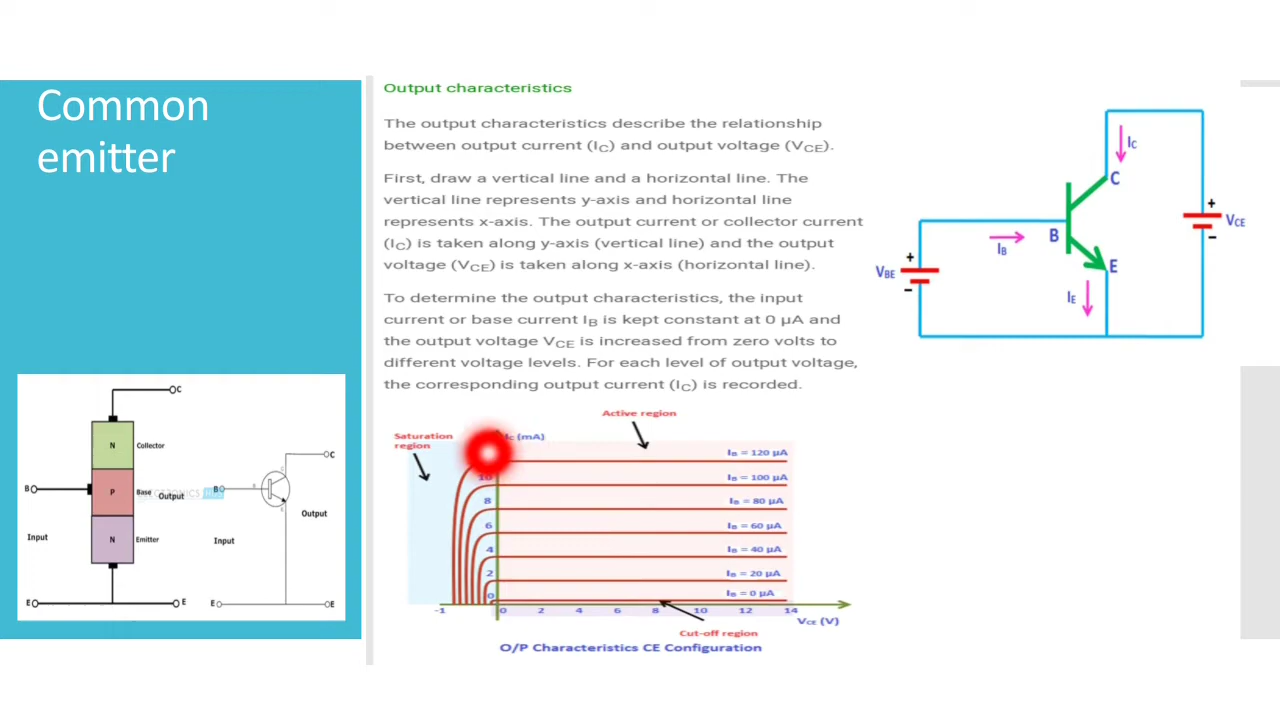 Common
emitter
Output characteristics
The output characteristics describe the relationship
between output current (IC) and output voltage (VCE).
First, draw a vertical line and a horizontal line. The
vertical line represents y-axis and horizontal line
represents x-axis. The output current or collector current
(IC) is taken along y-axis (vertical line) and the output
voltage (VCE) is taken along x-axis (horizontal line).
To determine the output characteristics, the input
current or base current IB is kept constant at 0 μA and
the output voltage VCE is increased from zero volts to
different voltage levels. For each level of output voltage,
the corresponding output current (IC) is recorded.
IC
C
+
VCE
B
IB
–
+
VBE
–
E
IE
C
N
Collector
B
P
Base
Output
Input
N
Emitter
E
E
C
B
B
C
E
Output
Input
E
E
Active region
Saturation
region
IC (mA)
IB = 120 μA
10
IB = 100 μA
8
IB = 80 μA
6
IB = 60 μA
4
IB = 40 μA
2
IB = 20 μA
0
IB = 0 μA
-1
0
2
4
6
8
10
12
14
VCE (V)
Cut-off region
O/P Characteristics CE Configuration